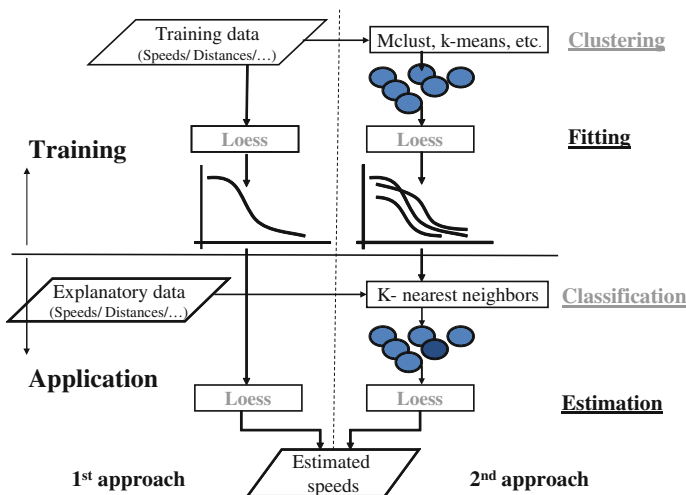 Training data
(Speeds/ Distances/…)
Mclust, k-means, etc.
Clustering
Loess
Loess
Fitting
Training
Explanatory data
(Speeds/ Distances/…)
K- nearest neighbors
Classification
Application
Loess
Loess
Estimation
Estimated
speeds
1st approach
2nd approach